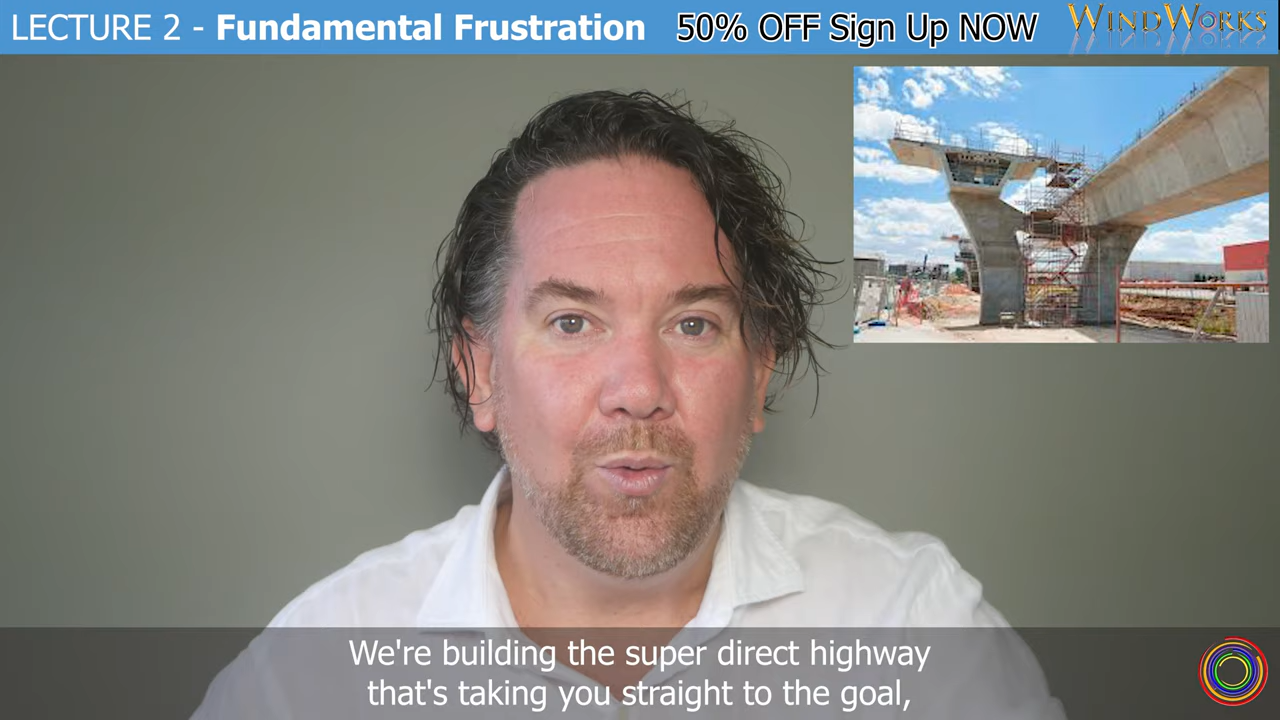 LECTURE 2 - Fundamental Frustration 50% OFF Sign Up NOW WINDWORKS
We're building the super direct highway
that's taking you straight to the goal,